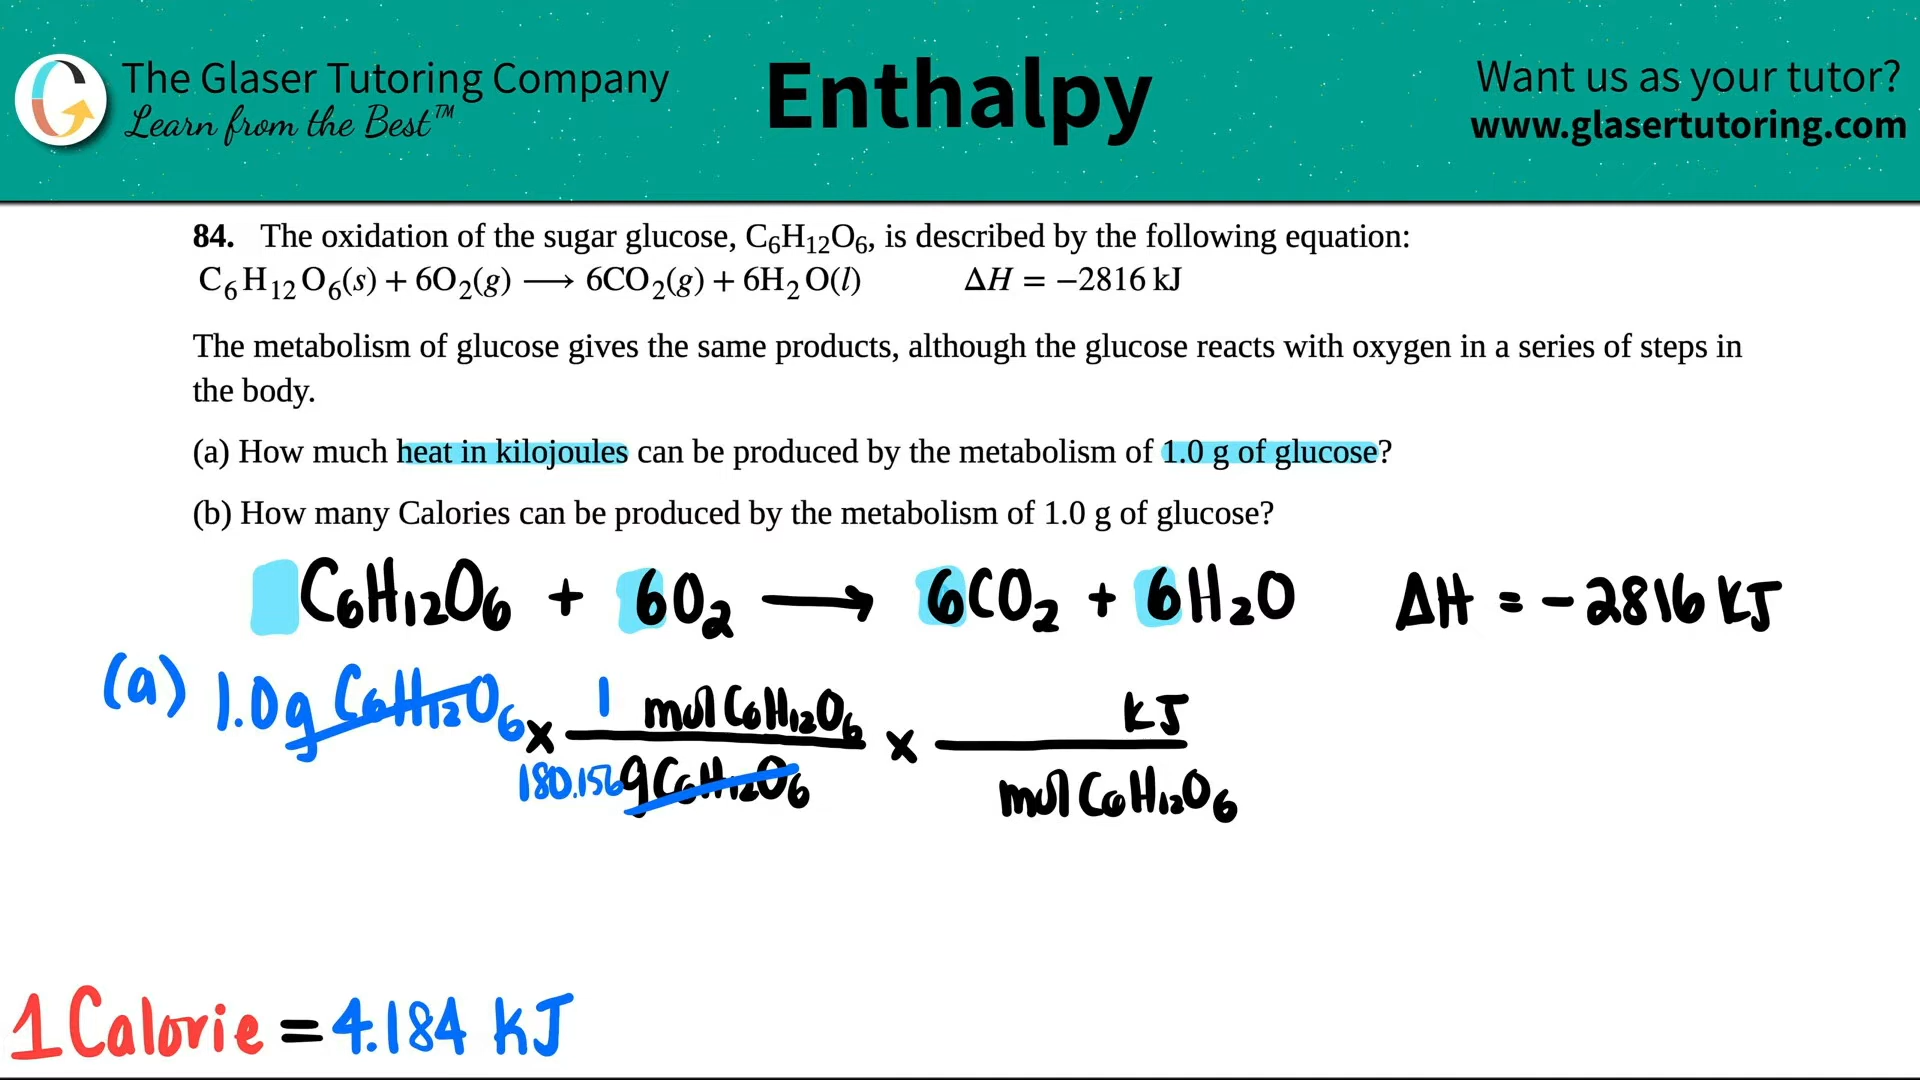 The Glaser Tutoring Company
Learn from the Best™
Enthalpy
Want us as your tutor?
www.glasertutoring.com
84. The oxidation of the sugar glucose, C₆H₁₂O₆, is described by the following equation:
C₆H₁₂O₆(s) + 6O₂(g) ⟶ 6CO₂(g) + 6H₂O(l) ΔH = −2816 kJ
The metabolism of glucose gives the same products, although the glucose reacts with oxygen in a series of steps in
the body.
(a) How much heat in kilojoules can be produced by the metabolism of 1.0 g of glucose?
(b) How many Calories can be produced by the metabolism of 1.0 g of glucose?
C₆H₁₂O₆ + 6O₂ ⟶ 6CO₂ + 6H₂O ΔH = −2816 kJ
(a) 1.0g C₆H₁₂O₆ × 1 mol C₆H₁₂O₆ × kJ
180.156 g C₆H₁₂O₆ mol C₆H₁₂O₆
1 Calorie = 4.184 kJ